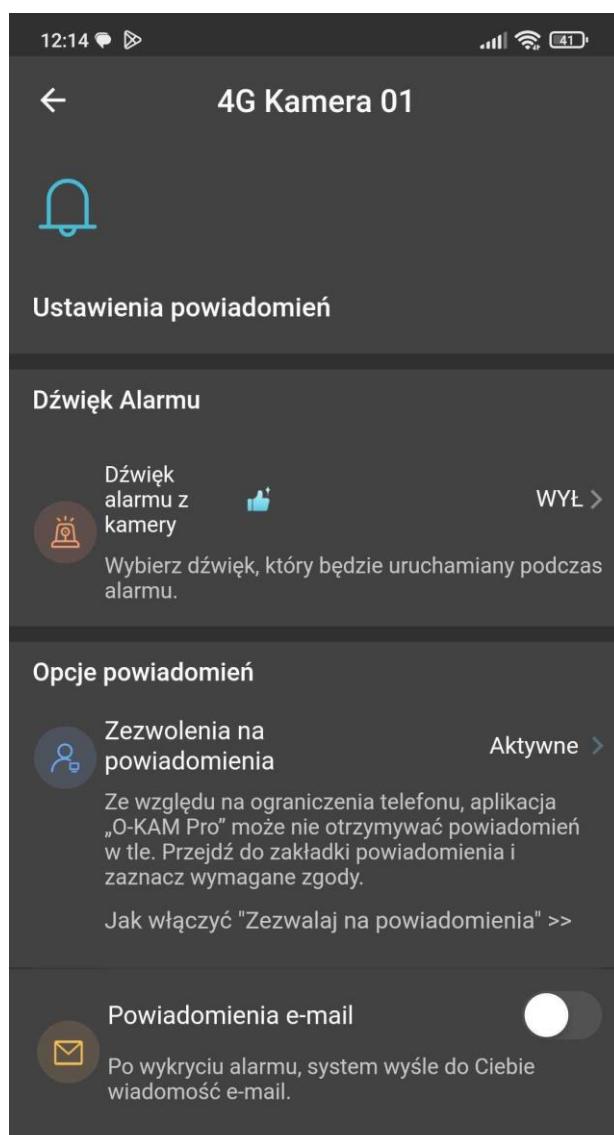 12:14
41
4G Kamera 01
Ustawienia powiadomień
Dźwięk Alarmu
Dźwięk
alarmu z
kamery
WYŁ
Wybierz dźwięk, który będzie uruchamiany podczas
alarmu.
Opcje powiadomień
Zezwolenia na
powiadomienia
Aktywne
Ze względu na ograniczenia telefonu, aplikacja
„O-KAM Pro” może nie otrzymywać powiadomień
w tle. Przejdź do zakładki powiadomienia i
zaznacz wymagane zgody.
Jak włączyć "Zezwalaj na powiadomienia" >>
Powiadomienia e-mail
Po wykryciu alarmu, system wyśle do Ciebie
wiadomość e-mail.